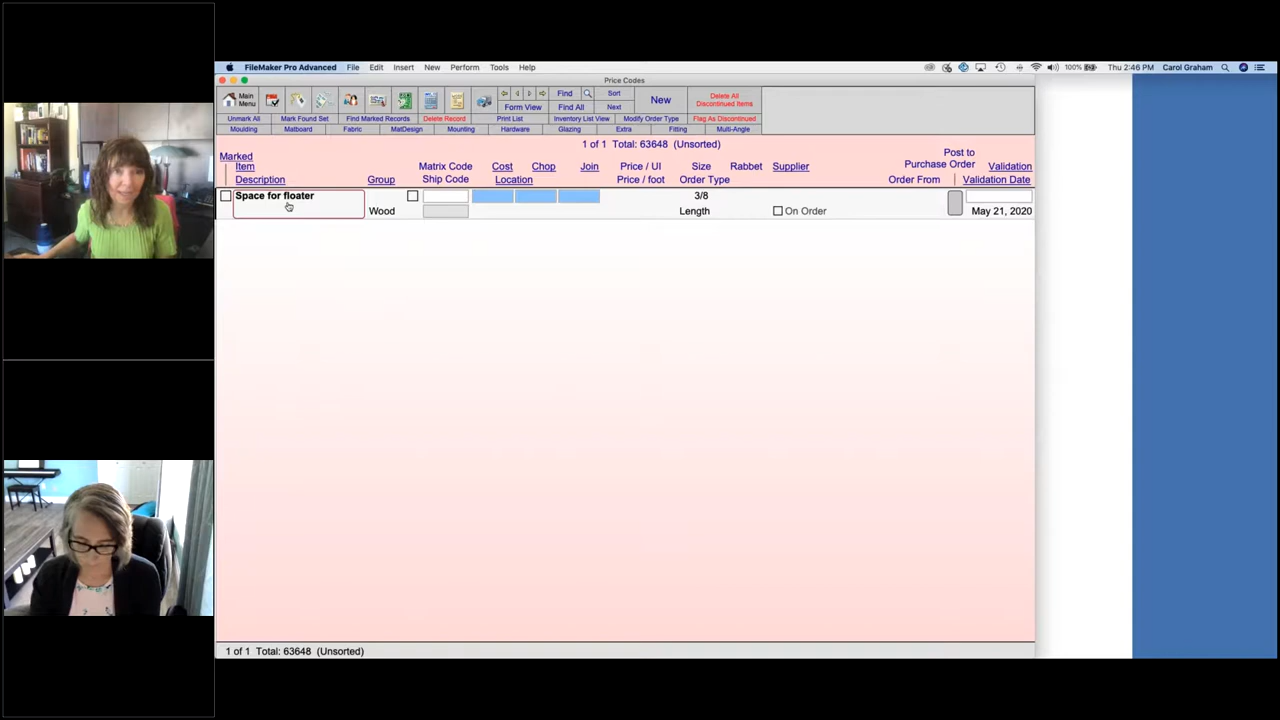 FileMaker Pro Advanced File Edit Insert New Perform Tools Help 100% Thu 2:46 PM Carol Graham
Price Codes
Main Menu Form View Find Find All Sort Next New Delete All Discontinued Items
Unmark All Mark Found Set Find Marked Records Delete Record Print List Inventory List View Modify Order Type Flag As Discontinued
Moulding Matboard Fabric MatDesign Mounting Hardware Glazing Extra Fitting Multi-Angle
1 of 1 Total: 63648 (Unsorted)
Marked Post to
Item Matrix Code Cost Chop Join Price / UI Size Rabbet Supplier Purchase Order Validation
Description Group Ship Code Location Price / foot Order Type Order From Validation Date
Space for floater 3/8
Wood Length On Order May 21, 2020
1 of 1 Total: 63648 (Unsorted)